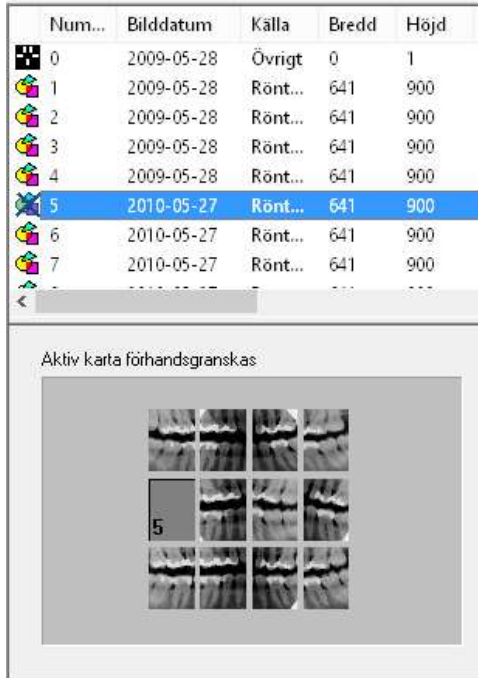 Num... Bilddatum Källa Bredd Höjd
0 2009-05-28 Övrigt 0 1
1 2009-05-28 Rönt... 641 900
2 2009-05-28 Rönt... 641 900
3 2009-05-28 Rönt... 641 900
4 2009-05-28 Rönt... 641 900
5 2010-05-27 Rönt... 641 900
6 2010-05-27 Rönt... 641 900
7 2010-05-27 Rönt... 641 900
Aktiv karta förhandsgranskas
5